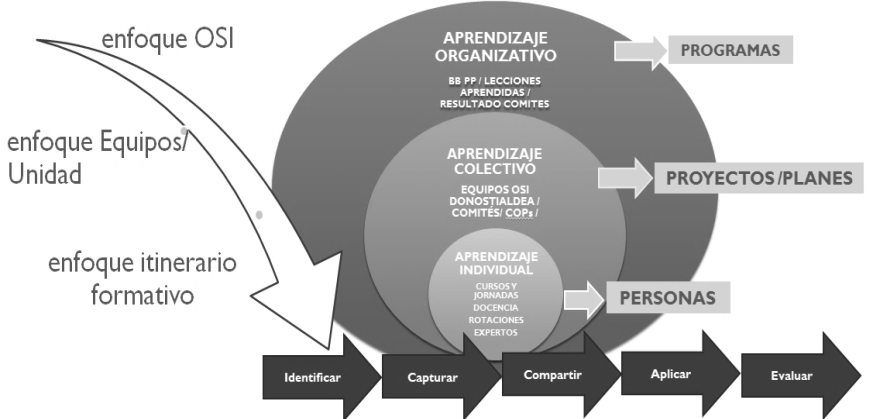 enfoque OSI
enfoque Equipos/
Unidad
enfoque itinerario
formativo
APRENDIZAJE
ORGANIZATIVO
BB PP / LECCIONES
APRENDIDAS /
RESULTADO COMITES
PROGRAMAS
APRENDIZAJE
COLECTIVO
EQUIPOS OSI
DONOSTIALDEA /
COMITÉS/ COPs /
PROYECTOS /PLANES
APRENDIZAJE
INDIVIDUAL
CURSOS Y
JORNADAS
DOCENCIA
ROTACIONES
EXPERTOS
PERSONAS
Identificar
Capturar
Compartir
Aplicar
Evaluar